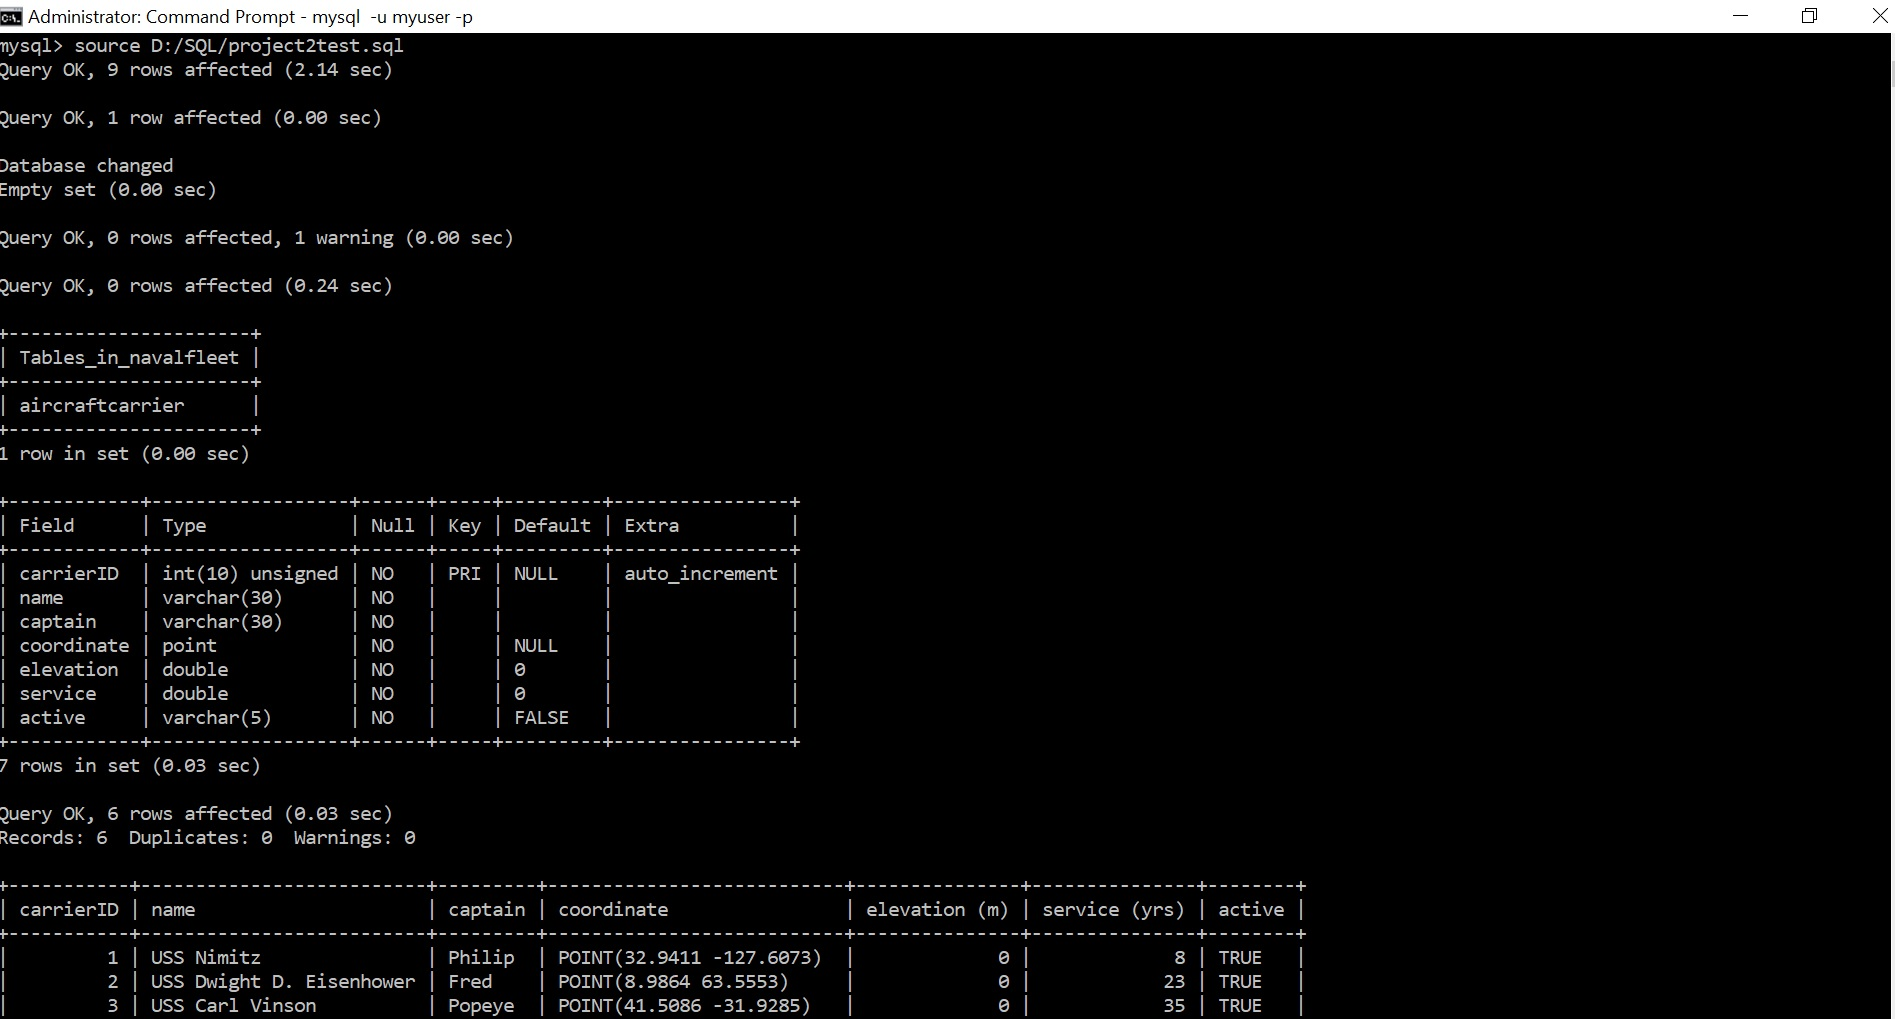 Administrator: Command Prompt - mysql  -u myuser -p
mysql> source D:/SQL/project2test.sql
Query OK, 9 rows affected (2.14 sec)

Query OK, 1 row affected (0.00 sec)

Database changed
Empty set (0.00 sec)

Query OK, 0 rows affected, 1 warning (0.00 sec)

Query OK, 0 rows affected (0.24 sec)

+----------------------+
| Tables_in_navalfleet |
+----------------------+
| aircraftcarrier      |
+----------------------+
1 row in set (0.00 sec)

+------------+------------------+------+-----+---------+----------------+
| Field      | Type             | Null | Key | Default | Extra          |
+------------+------------------+------+-----+---------+----------------+
| carrierID  | int(10) unsigned | NO   | PRI | NULL    | auto_increment |
| name       | varchar(30)      | NO   |     |         |                |
| captain    | varchar(30)      | NO   |     |         |                |
| coordinate | point            | NO   |     | NULL    |                |
| elevation  | double           | NO   |     | 0       |                |
| service    | double           | NO   |     | 0       |                |
| active     | varchar(5)       | NO   |     | FALSE   |                |
+------------+------------------+------+-----+---------+----------------+
7 rows in set (0.03 sec)

Query OK, 6 rows affected (0.03 sec)
Records: 6  Duplicates: 0  Warnings: 0

+-----------+--------------------------+---------+---------------------------+---------------+---------------+--------+
| carrierID | name                     | captain | coordinate                | elevation (m) | service (yrs) | active |
+-----------+--------------------------+---------+---------------------------+---------------+---------------+--------+
|         1 | USS Nimitz               | Philip  | POINT(32.9411 -127.6073)  |             0 |             8 | TRUE   |
|         2 | USS Dwight D. Eisenhower | Fred    | POINT(8.9864 63.5553)     |             0 |            23 | TRUE   |
|         3 | USS Carl Vinson          | Popeye  | POINT(41.5086 -31.9285)   |             0 |            35 | TRUE   |